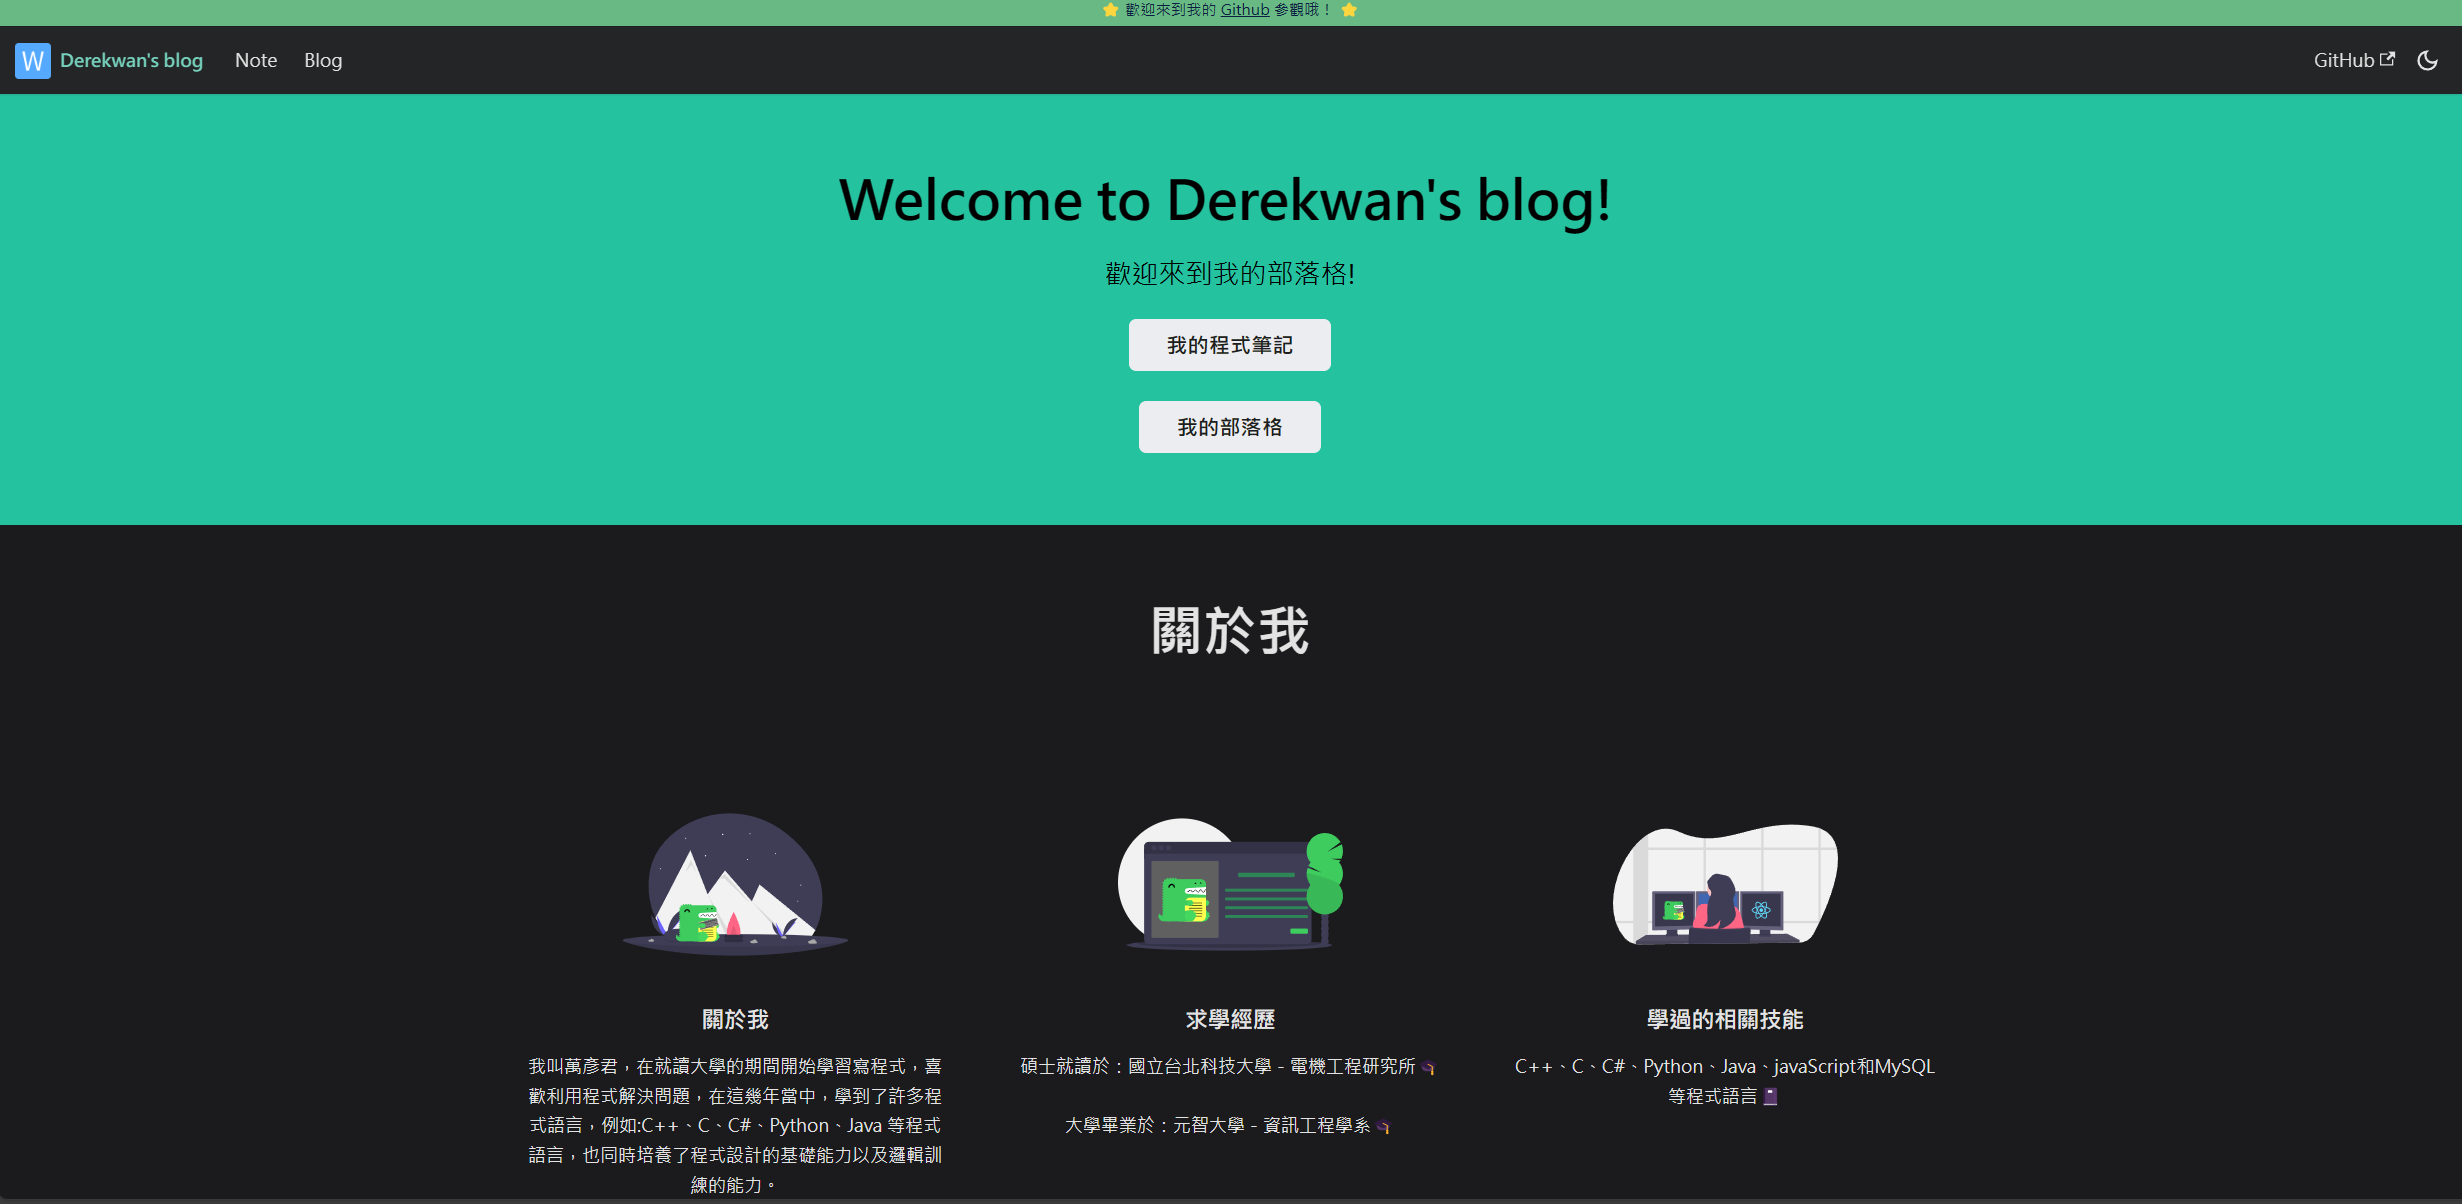 ⭐ 歡迎來到我的 Github 參觀哦！ ⭐
W Derekwan's blog Note Blog GitHub
Welcome to Derekwan's blog!
歡迎來到我的部落格!
我的程式筆記
我的部落格
關於我
關於我
我叫萬彥君，在就讀大學的期間開始學習寫程式，喜
歡利用程式解決問題，在這幾年當中，學到了許多程
式語言，例如:C++、C、C#、Python、Java 等程式
語言，也同時培養了程式設計的基礎能力以及邏輯訓
練的能力。
求學經歷
碩士就讀於：國立台北科技大學 - 電機工程研究所
大學畢業於：元智大學 - 資訊工程學系
學過的相關技能
C++、C、C#、Python、Java、javaScript和MySQL
等程式語言